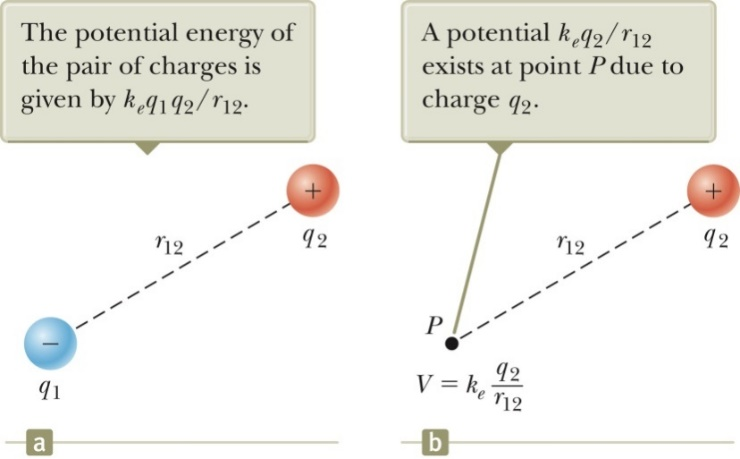 The potential energy of
the pair of charges is
given by kₑq₁q₂/r₁₂.
+
r₁₂
q₂
−
q₁
a
A potential kₑq₂/r₁₂
exists at point P due to
charge q₂.
+
r₁₂
q₂
P
V = kₑ q₂/r₁₂
b